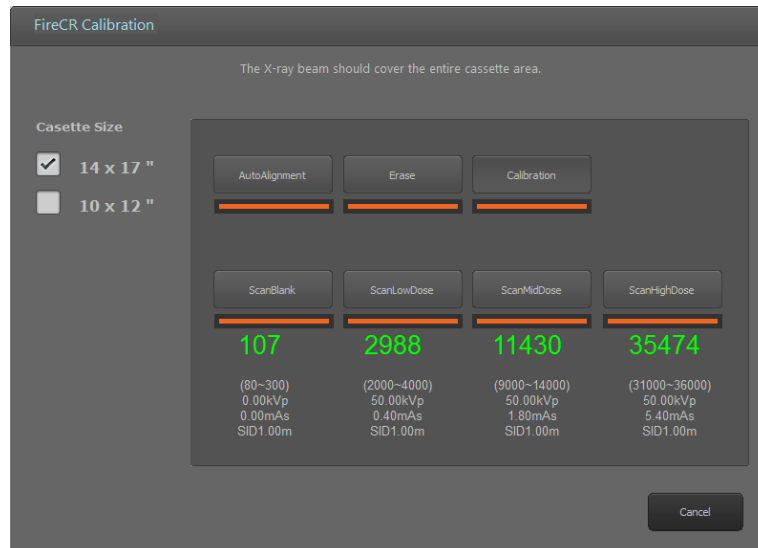 FireCR Calibration
The X-ray beam should cover the entire cassette area.
Casette Size
14 x 17 "
10 x 12 "
AutoAlignment
Erase
Calibration
ScanBlank
ScanLowDose
ScanMidDose
ScanHighDose
107
2988
11430
35474
(80~300)
(2000~4000)
(9000~14000)
(31000~36000)
0.00kVp
50.00kVp
50.00kVp
50.00kVp
0.00mAs
0.40mAs
1.80mAs
5.40mAs
SID1.00m
SID1.00m
SID1.00m
SID1.00m
Cancel